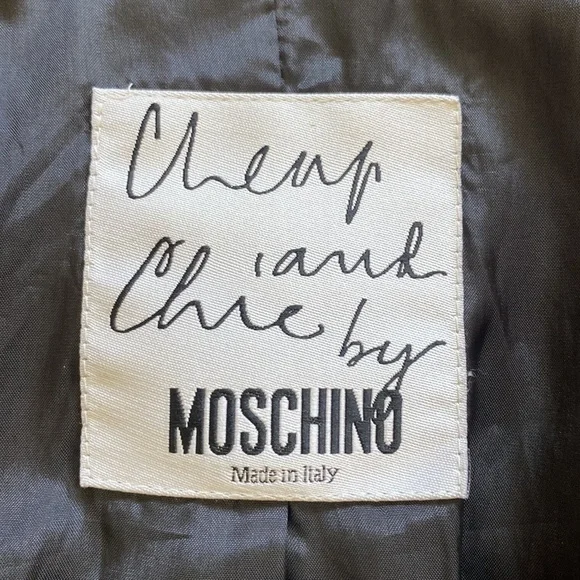 Cheap
and
Chic by
MOSCHINO
Made in Italy